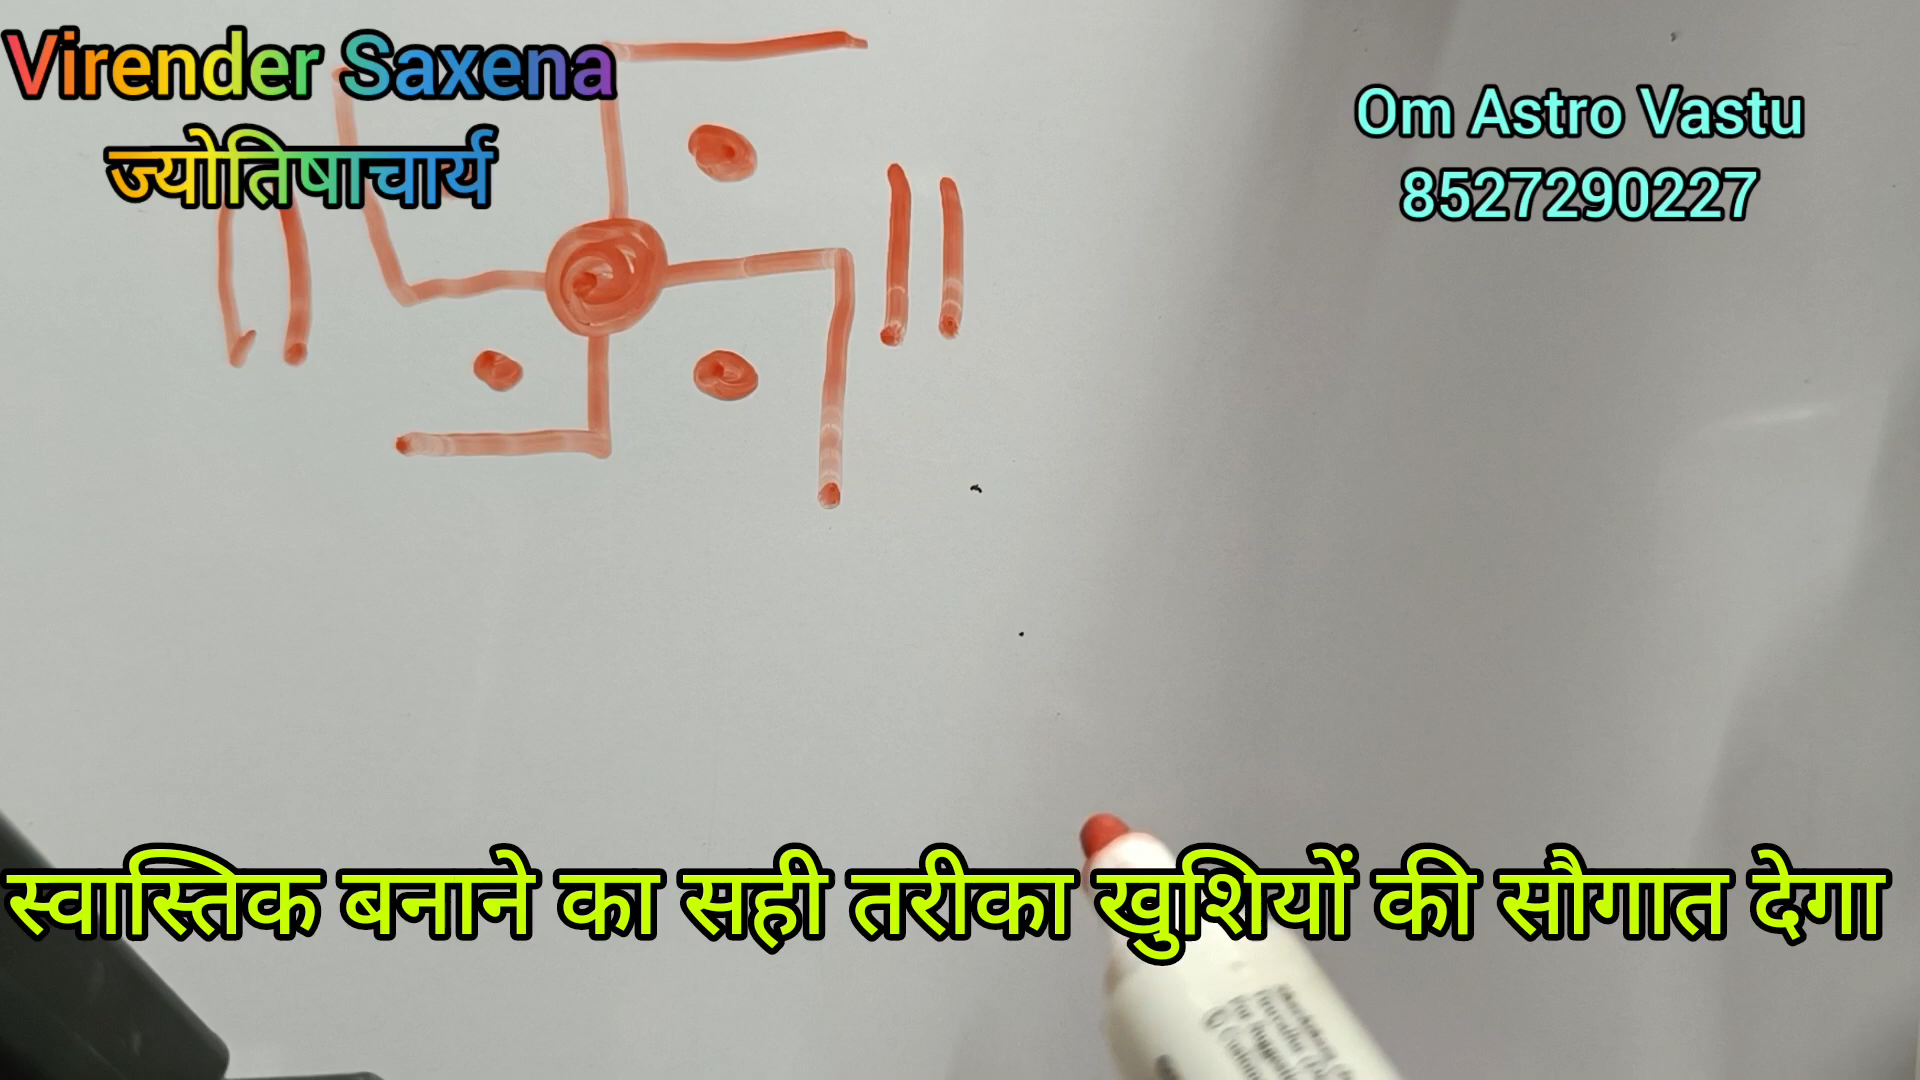 Virender Saxena
ज्योतिषाचार्य
Om Astro Vastu
8527290227
स्वास्तिक बनाने का सही तरीका खुशियों की सौगात देगा